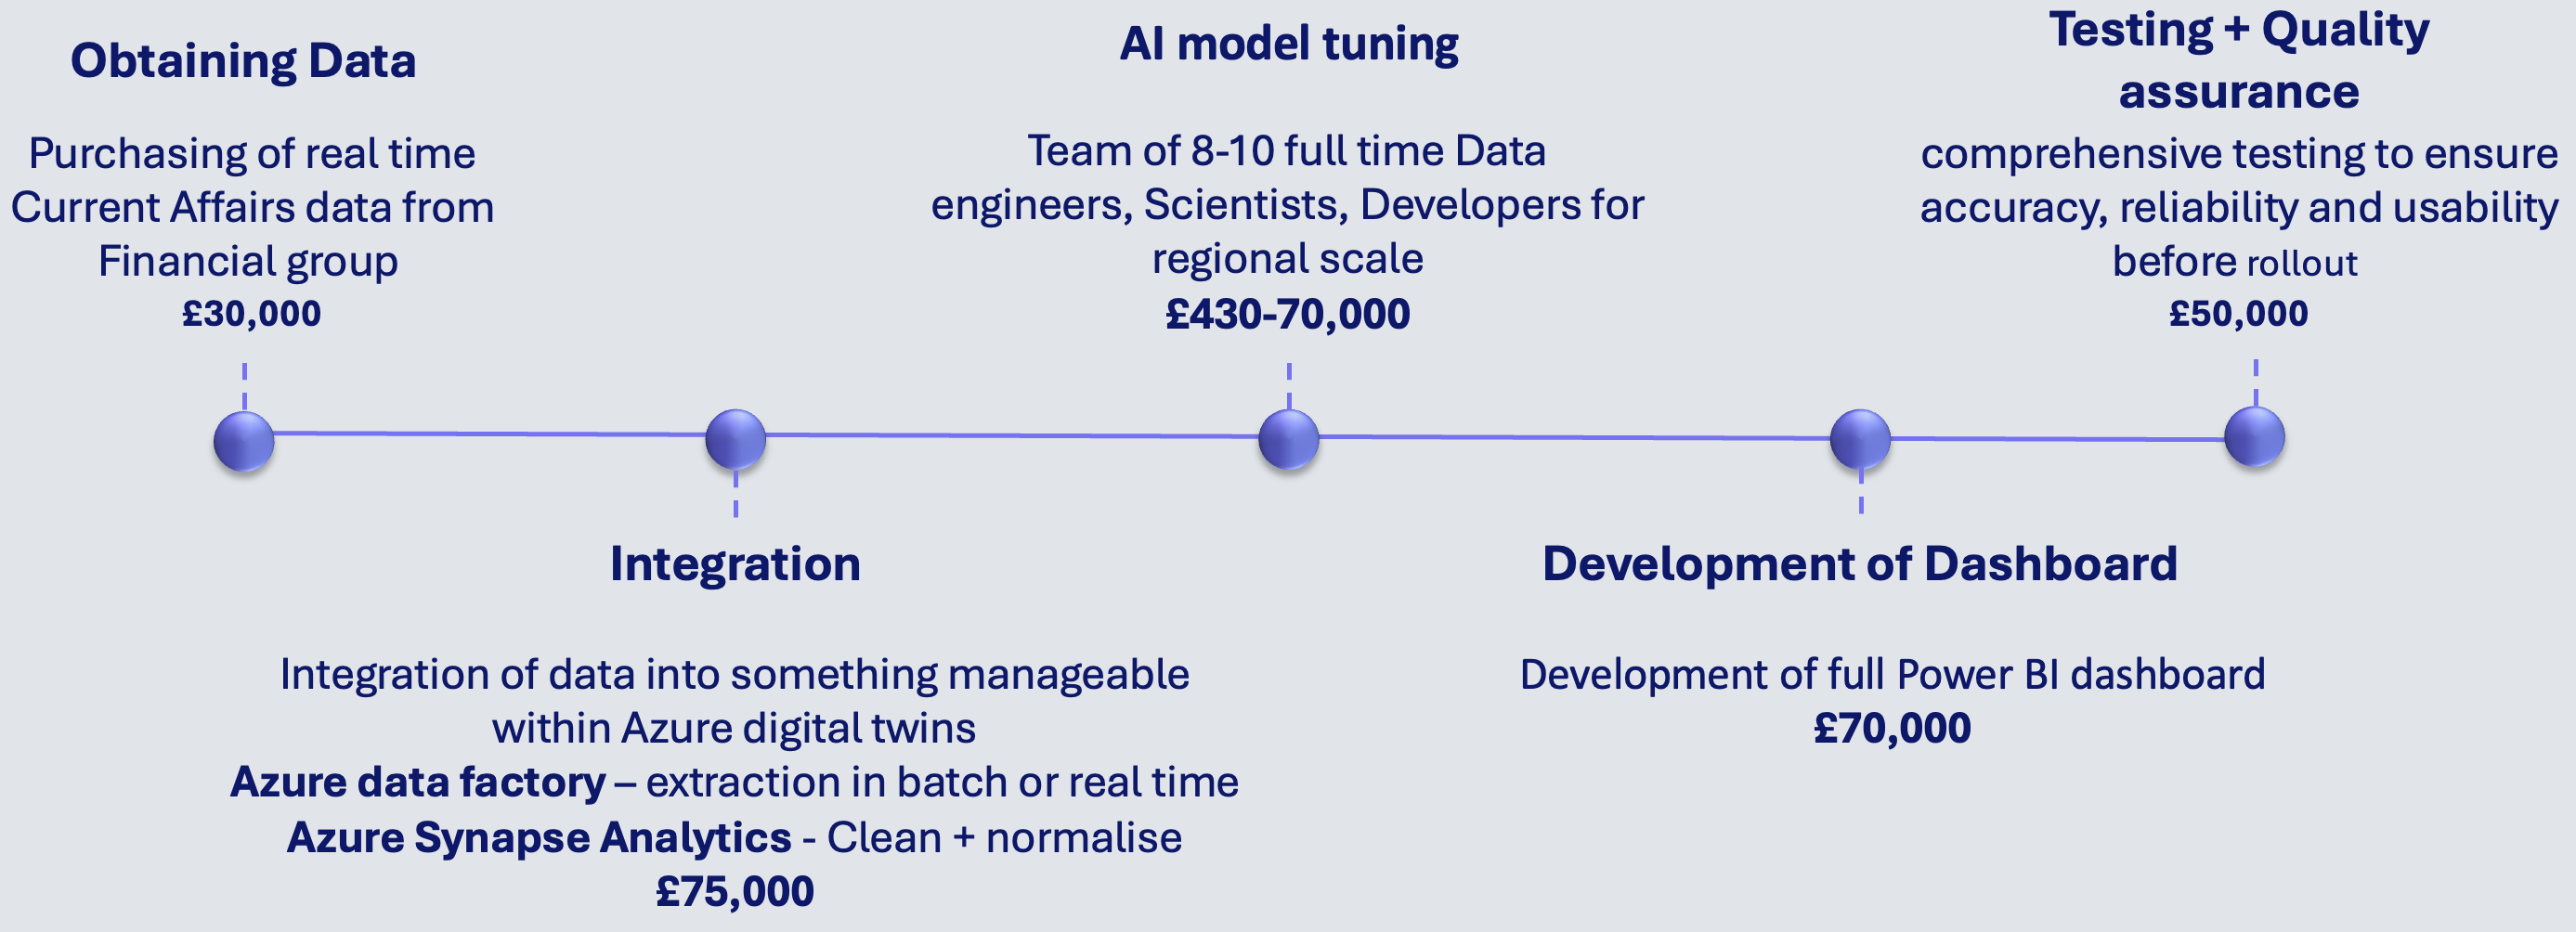 Obtaining Data
Purchasing of real time
Current Affairs data from
Financial group
£30,000
Integration
Integration of data into something manageable
within Azure digital twins
Azure data factory – extraction in batch or real time
Azure Synapse Analytics - Clean + normalise
£75,000
AI model tuning
Team of 8-10 full time Data
engineers, Scientists, Developers for
regional scale
£430-70,000
Development of Dashboard
Development of full Power BI dashboard
£70,000
Testing + Quality
assurance
comprehensive testing to ensure
accuracy, reliability and usability
before rollout
£50,000